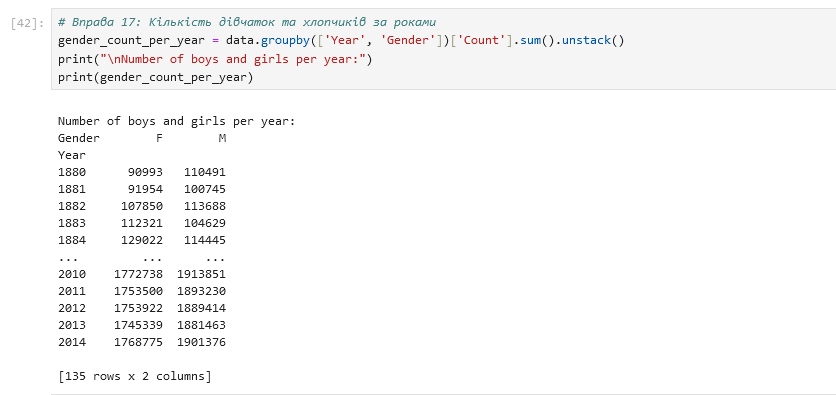 [42]: # Вправа 17: Кількість дівчаток та хлопчиків за роками
gender_count_per_year = data.groupby(['Year', 'Gender'])['Count'].sum().unstack()
print("\nNumber of boys and girls per year:")
print(gender_count_per_year)
Number of boys and girls per year:
Gender        F        M
Year
1880      90993   110491
1881      91954   100745
1882     107850   113688
1883     112321   104629
1884     129022   114445
...         ...      ...
2010    1772738  1913851
2011    1753500  1893230
2012    1753922  1889414
2013    1745339  1881463
2014    1768775  1901376
[135 rows x 2 columns]